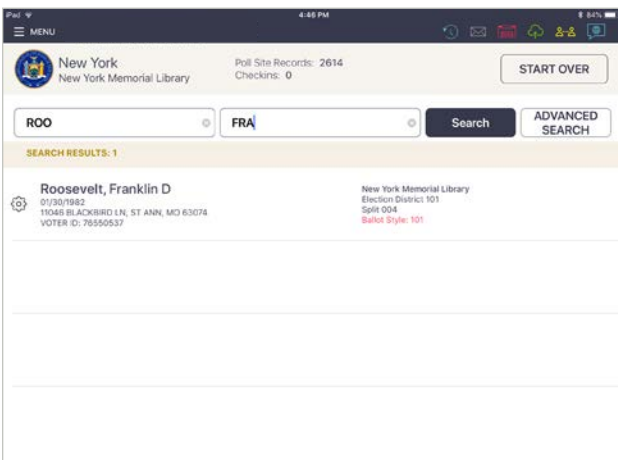 iPad 4:46 PM 84%
MENU
New York
New York Memorial Library
Poll Site Records: 2614
Checkins: 0
START OVER
ROO
FRA
Search
ADVANCED
SEARCH
SEARCH RESULTS: 1
Roosevelt, Franklin D
01/30/1982
11046 BLACKBIRD LN, ST ANN, MO 63074
VOTER ID: 76550537
New York Memorial Library
Election District 101
Split 004
Ballot Style: 101